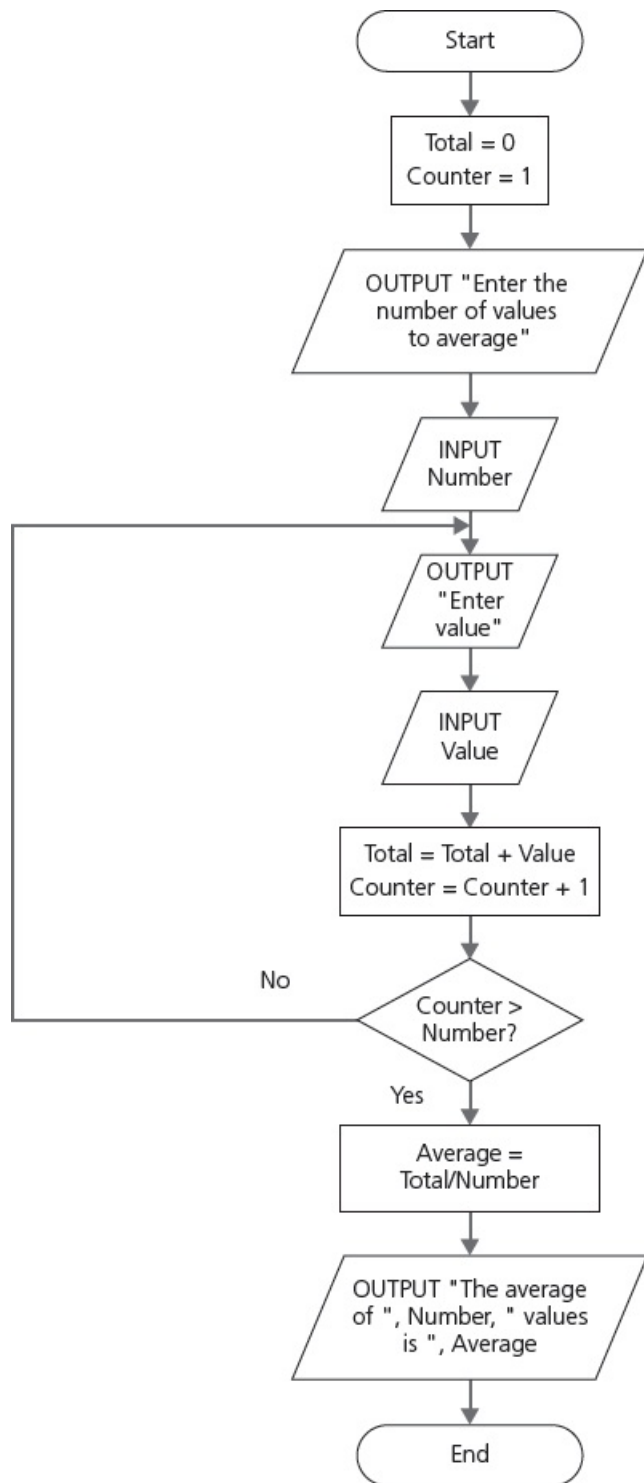 Start
Total = 0
Counter = 1
OUTPUT "Enter the
number of values
to average"
INPUT
Number
OUTPUT
"Enter
value"
INPUT
Value
Total = Total + Value
Counter = Counter + 1
No
Counter >
Number?
Yes
Average =
Total/Number
OUTPUT "The average
of ", Number, " values
is ", Average
End